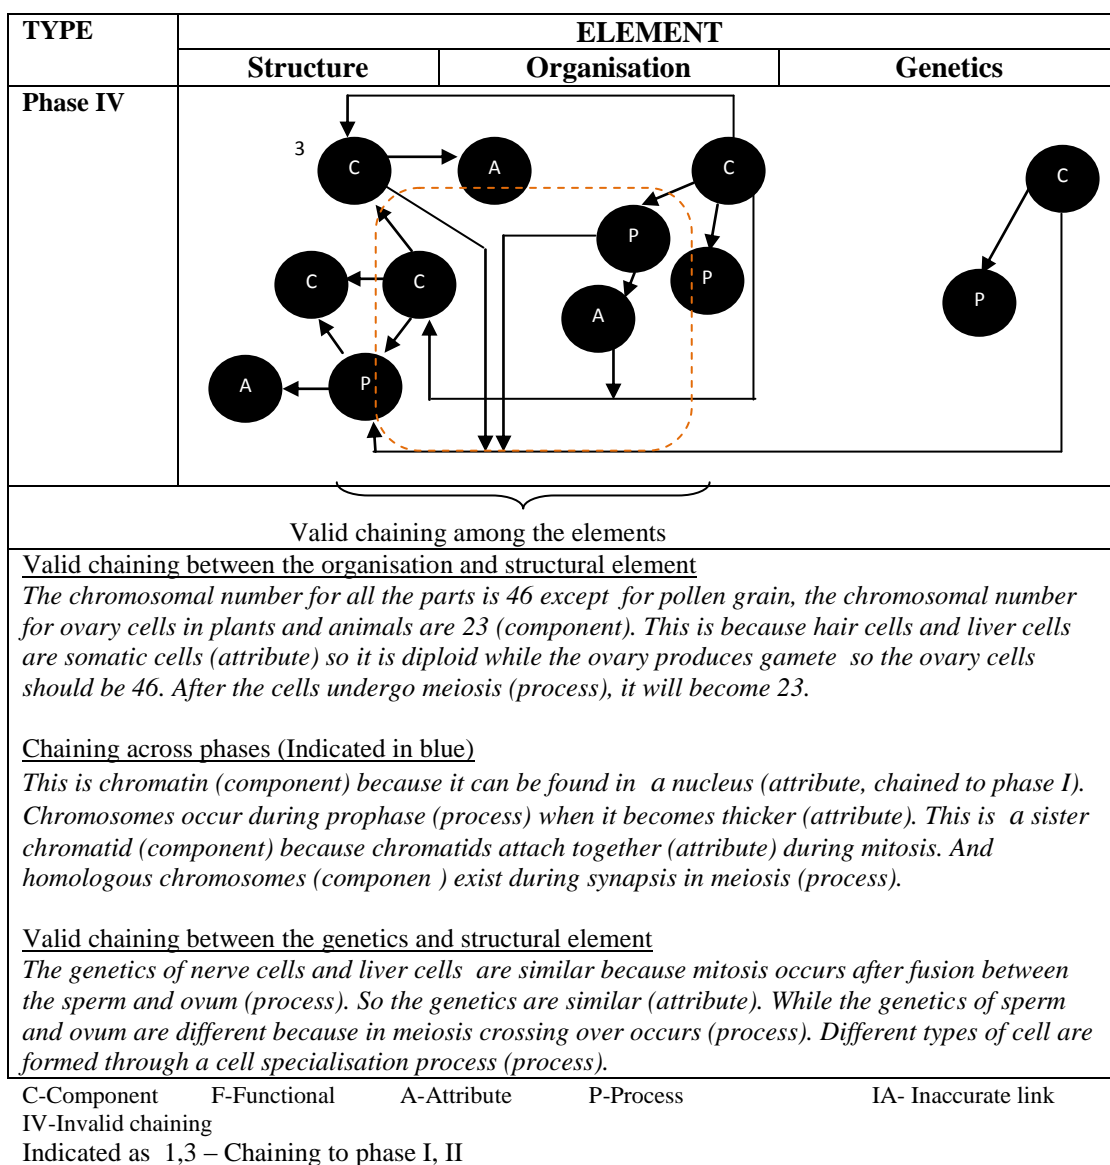 TYPE
ELEMENT
Structure
Organisation
Genetics
Phase IV
3
C
A
C
C
P
P
C
C
P
A
P
A
P
Valid chaining among the elements
Valid chaining between the organisation and structural element
The chromosomal number for all the parts is 46 except for pollen grain, the chromosomal number
for ovary cells in plants and animals are 23 (component). This is because hair cells and liver cells
are somatic cells (attribute) so it is diploid while the ovary produces gamete so the ovary cells
should be 46. After the cells undergo meiosis (process), it will become 23.
Chaining across phases (Indicated in blue)
This is chromatin (component) because it can be found in a nucleus (attribute, chained to phase I).
Chromosomes occur during prophase (process) when it becomes thicker (attribute). This is a sister
chromatid (component) because chromatids attach together (attribute) during mitosis. And
homologous chromosomes (componen ) exist during synapsis in meiosis (process).
Valid chaining between the genetics and structural element
The genetics of nerve cells and liver cells are similar because mitosis occurs after fusion between
the sperm and ovum (process). So the genetics are similar (attribute). While the genetics of sperm
and ovum are different because in meiosis crossing over occurs (process). Different types of cell are
formed through a cell specialisation process (process).
C-Component F-Functional A-Attribute P-Process IA- Inaccurate link
IV-Invalid chaining
Indicated as 1,3 – Chaining to phase I, II